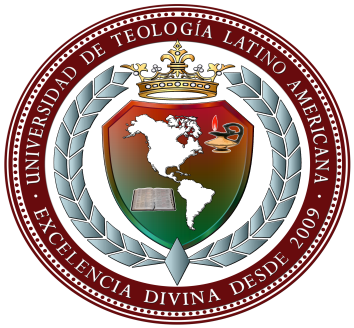 · UNIVERSIDAD DE TEOLOGÍA LATINO AMERICANA ·
EXCELENCIA DIVINA DESDE 2009